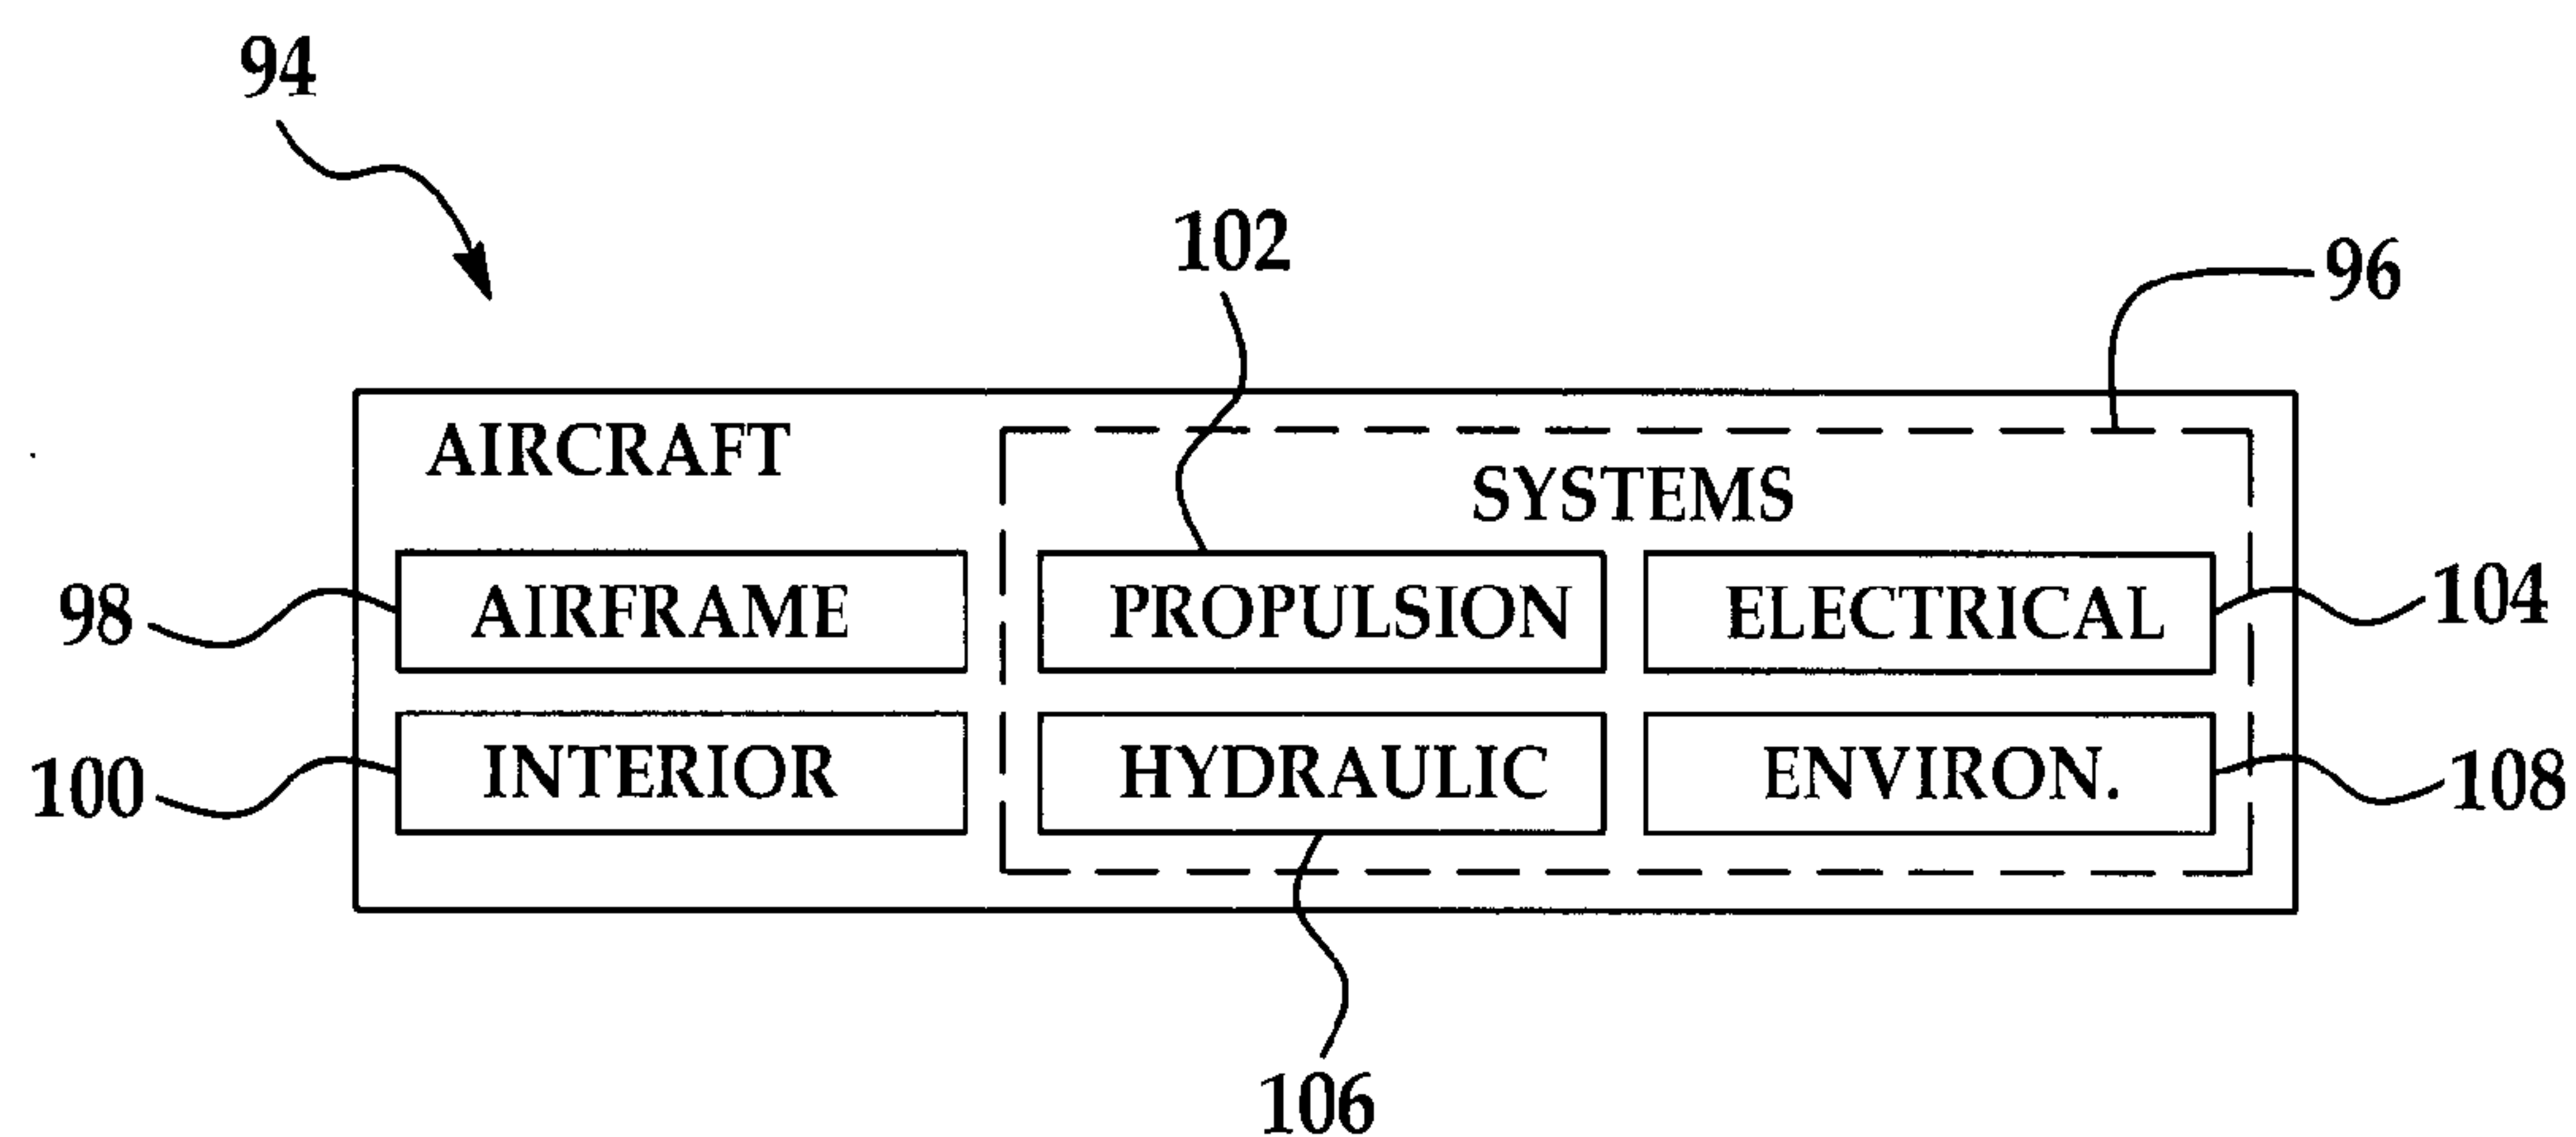 94
102
96
AIRCRAFT
SYSTEMS
98
AIRFRAME
PROPULSION
ELECTRICAL
104
100
INTERIOR
HYDRAULIC
ENVIRON.
108
106